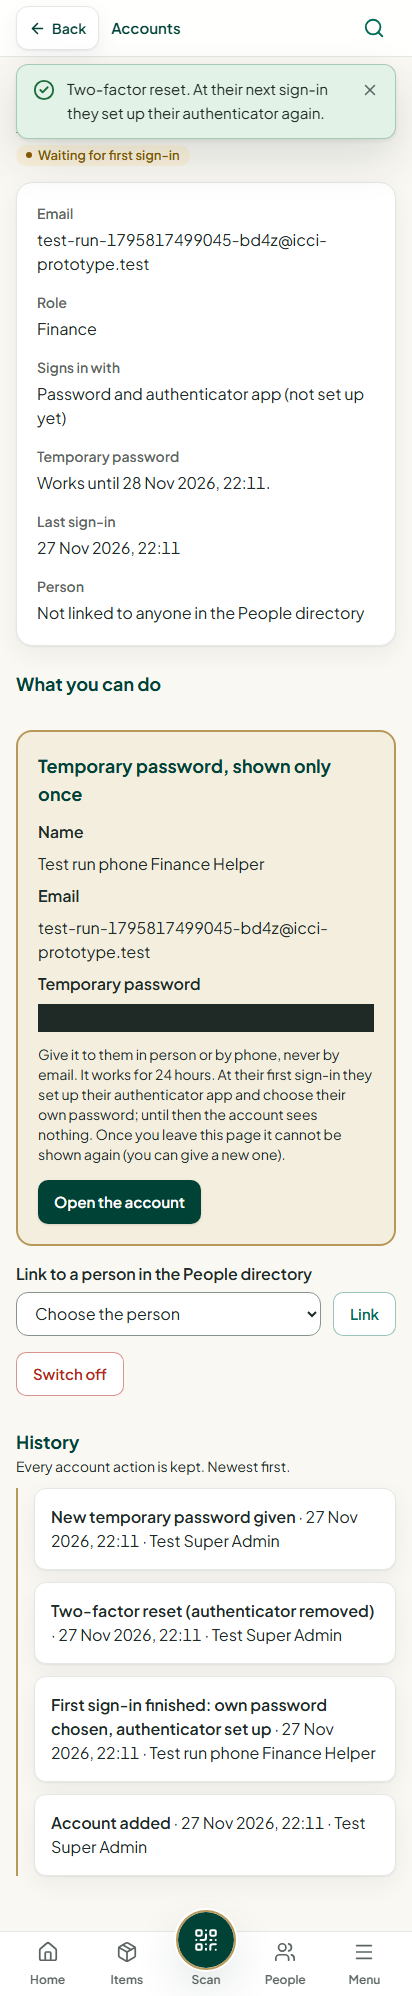 Back
Accounts
Two-factor reset. At their next sign-in
they set up their authenticator again.
Waiting for first sign-in
Email
test-run-1795817499045-bd4z@icci-
prototype.test
Role
Finance
Signs in with
Password and authenticator app (not set up
yet)
Temporary password
Works until 28 Nov 2026, 22:11.
Last sign-in
27 Nov 2026, 22:11
Person
Not linked to anyone in the People directory
What you can do
Temporary password, shown only
once
Name
Test run phone Finance Helper
Email
test-run-1795817499045-bd4z@icci-
prototype.test
Temporary password
Give it to them in person or by phone, never by
email. It works for 24 hours. At their first sign-in they
set up their authenticator app and choose their
own password; until then the account sees
nothing. Once you leave this page it cannot be
shown again (you can give a new one).
Open the account
Link to a person in the People directory
Choose the person
Link
Switch off
History
Every account action is kept. Newest first.
New temporary password given · 27 Nov
2026, 22:11 · Test Super Admin
Two-factor reset (authenticator removed)
· 27 Nov 2026, 22:11 · Test Super Admin
First sign-in finished: own password
chosen, authenticator set up · 27 Nov
2026, 22:11 · Test run phone Finance Helper
Account added · 27 Nov 2026, 22:11 · Test
Super Admin
Home
Items
Scan
People
Menu